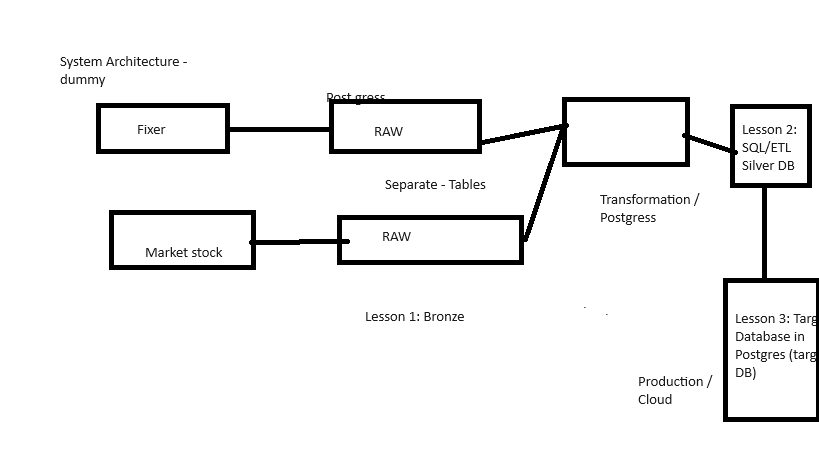 System Architecture -
dummy
Post gress
Fixer
RAW
Separate - Tables
Market stock
RAW
Lesson 1: Bronze
Transformation /
Postgress
Lesson 2:
SQL/ETL
Silver DB
Lesson 3: Targ
Database in
Postgres (targ
DB)
Production /
Cloud